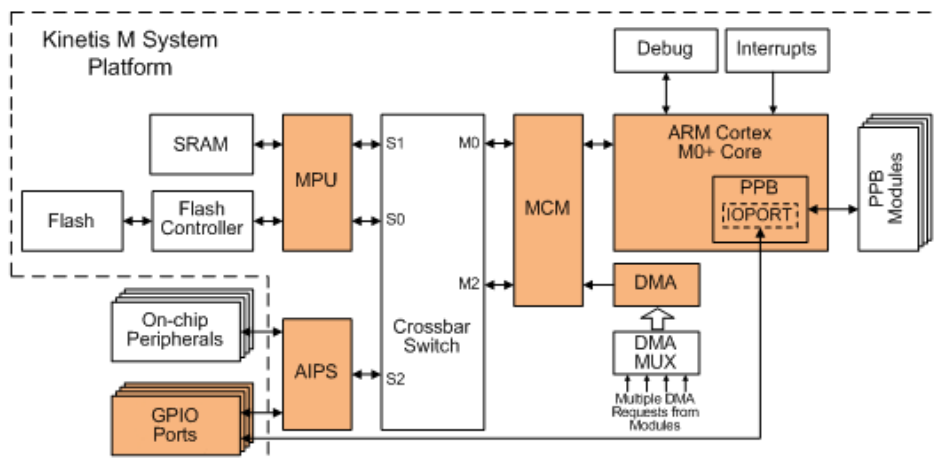 Kinetis M System
Platform
Debug
Interrupts
SRAM
MPU
S1
M0
MCM
ARM Cortex
M0+ Core
PPB
IOPORT
PPB
Modules
Flash
Flash
Controller
S0
M2
DMA
On-chip
Peripherals
AIPS
Crossbar
Switch
S2
DMA
MUX
Multiple DMA
Requests from
Modules
GPIO
Ports